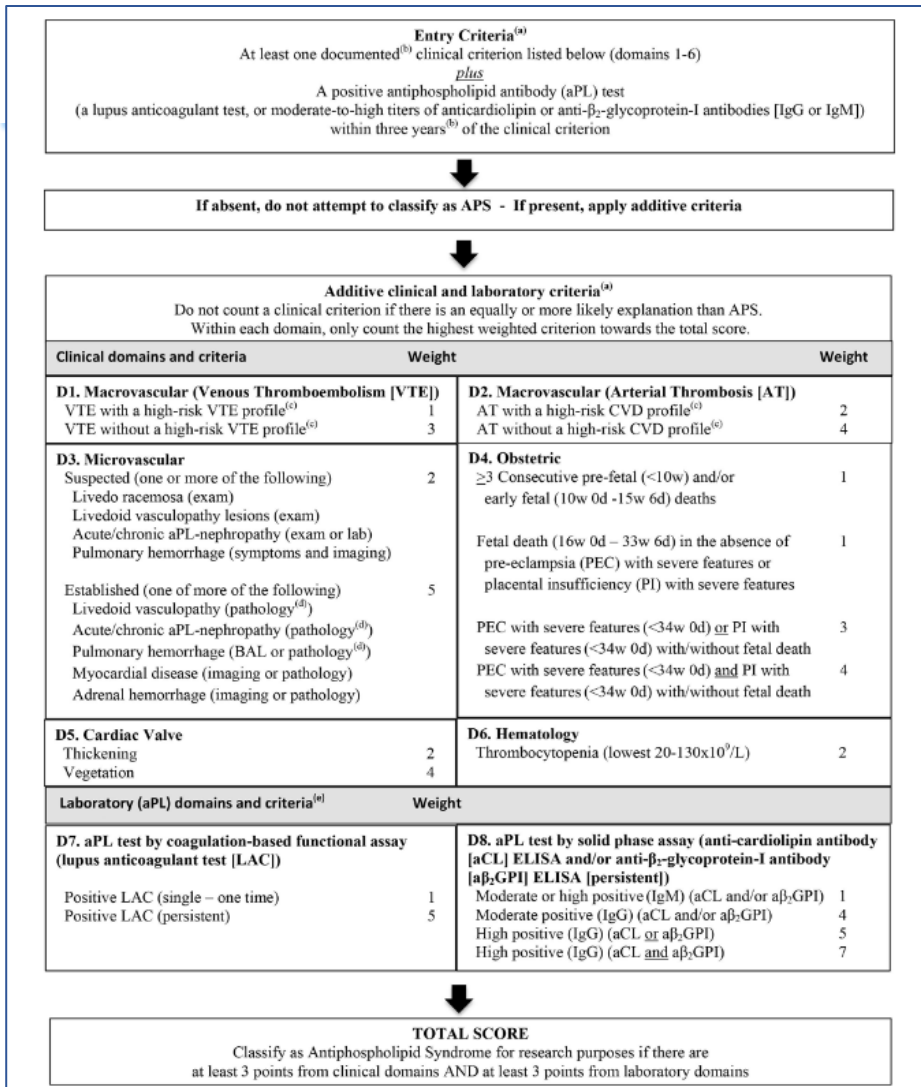 Entry Criteria(a)
At least one documented(b) clinical criterion listed below (domains 1-6)
plus
A positive antiphospholipid antibody (aPL) test
(a lupus anticoagulant test, or moderate-to-high titers of anticardiolipin or anti-β₂-glycoprotein-I antibodies [IgG or IgM])
within three years(b) of the clinical criterion
If absent, do not attempt to classify as APS - If present, apply additive criteria
Additive clinical and laboratory criteria(a)
Do not count a clinical criterion if there is an equally or more likely explanation than APS.
Within each domain, only count the highest weighted criterion towards the total score.
Clinical domains and criteria Weight Weight
D1. Macrovascular (Venous Thromboembolism [VTE])
VTE with a high-risk VTE profile(c) 1
VTE without a high-risk VTE profile(c) 3
D2. Macrovascular (Arterial Thrombosis [AT])
AT with a high-risk CVD profile(c) 2
AT without a high-risk CVD profile(c) 4
D3. Microvascular
Suspected (one or more of the following) 2
Livedo racemosa (exam)
Livedoid vasculopathy lesions (exam)
Acute/chronic aPL-nephropathy (exam or lab)
Pulmonary hemorrhage (symptoms and imaging)
Established (one of more of the following) 5
Livedoid vasculopathy (pathology(d))
Acute/chronic aPL-nephropathy (pathology(d))
Pulmonary hemorrhage (BAL or pathology(d))
Myocardial disease (imaging or pathology)
Adrenal hemorrhage (imaging or pathology)
D4. Obstetric
≥3 Consecutive pre-fetal (<10w) and/or 1
early fetal (10w 0d -15w 6d) deaths
Fetal death (16w 0d – 33w 6d) in the absence of 1
pre-eclampsia (PEC) with severe features or
placental insufficiency (PI) with severe features
PEC with severe features (<34w 0d) or PI with 3
severe features (<34w 0d) with/without fetal death
PEC with severe features (<34w 0d) and PI with 4
severe features (<34w 0d) with/without fetal death
D5. Cardiac Valve
Thickening 2
Vegetation 4
D6. Hematology
Thrombocytopenia (lowest 20-130x10⁹/L) 2
Laboratory (aPL) domains and criteria(e) Weight
D7. aPL test by coagulation-based functional assay
(lupus anticoagulant test [LAC])
Positive LAC (single – one time) 1
Positive LAC (persistent) 5
D8. aPL test by solid phase assay (anti-cardiolipin antibody
[aCL] ELISA and/or anti-β₂-glycoprotein-I antibody
[aβ₂GPI] ELISA [persistent])
Moderate or high positive (IgM) (aCL and/or aβ₂GPI) 1
Moderate positive (IgG) (aCL and/or aβ₂GPI) 4
High positive (IgG) (aCL or aβ₂GPI) 5
High positive (IgG) (aCL and aβ₂GPI) 7
TOTAL SCORE
Classify as Antiphospholipid Syndrome for research purposes if there are
at least 3 points from clinical domains AND at least 3 points from laboratory domains